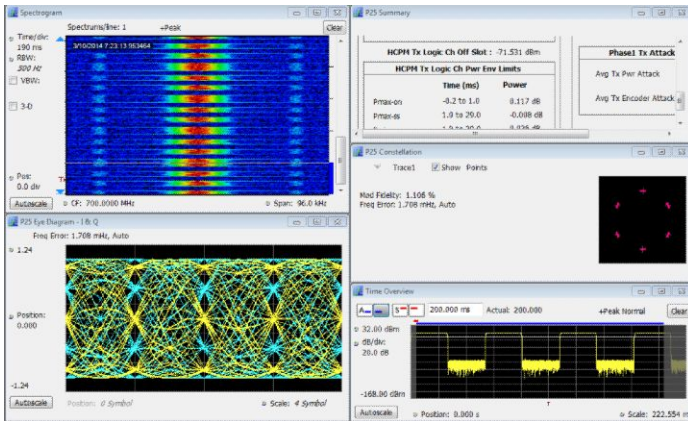 Spectrogram
Spectrums/line: 1 +Peak Clear
Time/div:
190 ms
RBW:
300 Hz
VBW:
3-D
Pos:
0.0 div
3/10/2014 7:23:13.953464
Autoscale CF: 700.0000 MHz Span: 96.0 kHz
P25 Summary
HCPM Tx Logic Ch Off Slot : -71.531 dBm
HCPM Tx Logic Ch Pwr Env Limits
Time (ms) Power
Pmax-on -0.2 to 1.0 0.117 dB
Pmax-ss 1.0 to 20.0 -0.008 dB
Phase1 Tx Attack
Avg Tx Pwr Attack
Avg Tx Encoder Attack
P25 Constellation
Trace1 Show Points
Mod Fidelity: 1.106 %
Freq Error: 1.708 mHz, Auto
P25 Eye Diagram - I & Q
Freq Error: 1.708 mHz, Auto
1.24
Position:
0.000
-1.24
Autoscale Position: 0 Symbol Scale: 4 Symbol
Time Overview
200.000 ms Actual: 200.000 +Peak Normal Clear
32.00 dBm
dB/div:
20.0 dB
-168.00 dBm
Autoscale Position: 0.000 s Scale: 222.554 m